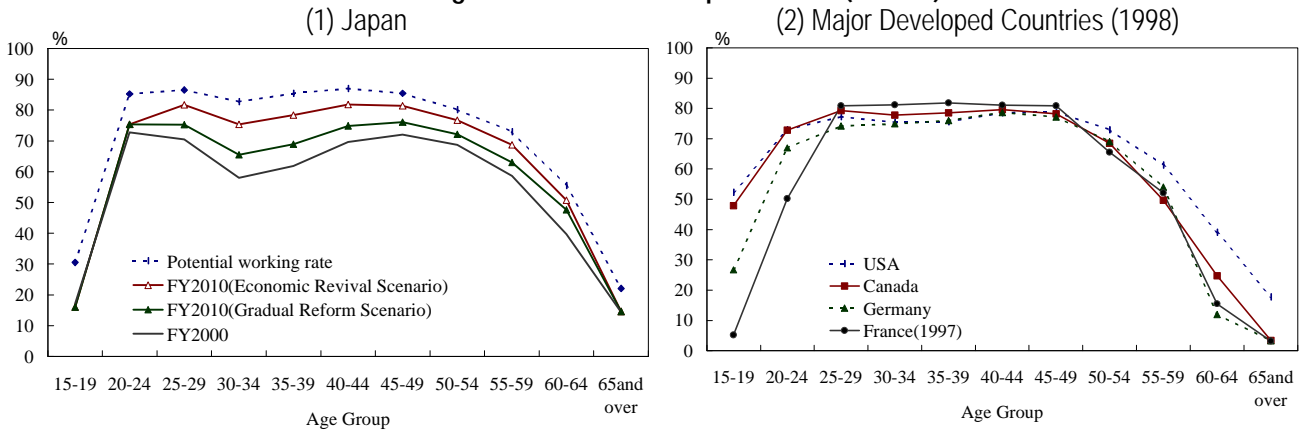 (1) Japan
(2) Major Developed Countries (1998)
%
100
90
80
70
60
50
40
30
20
10
0
Potential working rate
FY2010(Economic Revival Scenario)
FY2010(Gradual Reform Scenario)
FY2000
15-19 20-24 25-29 30-34 35-39 40-44 45-49 50-54 55-59 60-64 65and
over
Age Group
%
100
90
80
70
60
50
40
30
20
10
0
USA
Canada
Germany
France(1997)
15-19 20-24 25-29 30-34 35-39 40-44 45-49 50-54 55-59 60-64 65and
over
Age Group